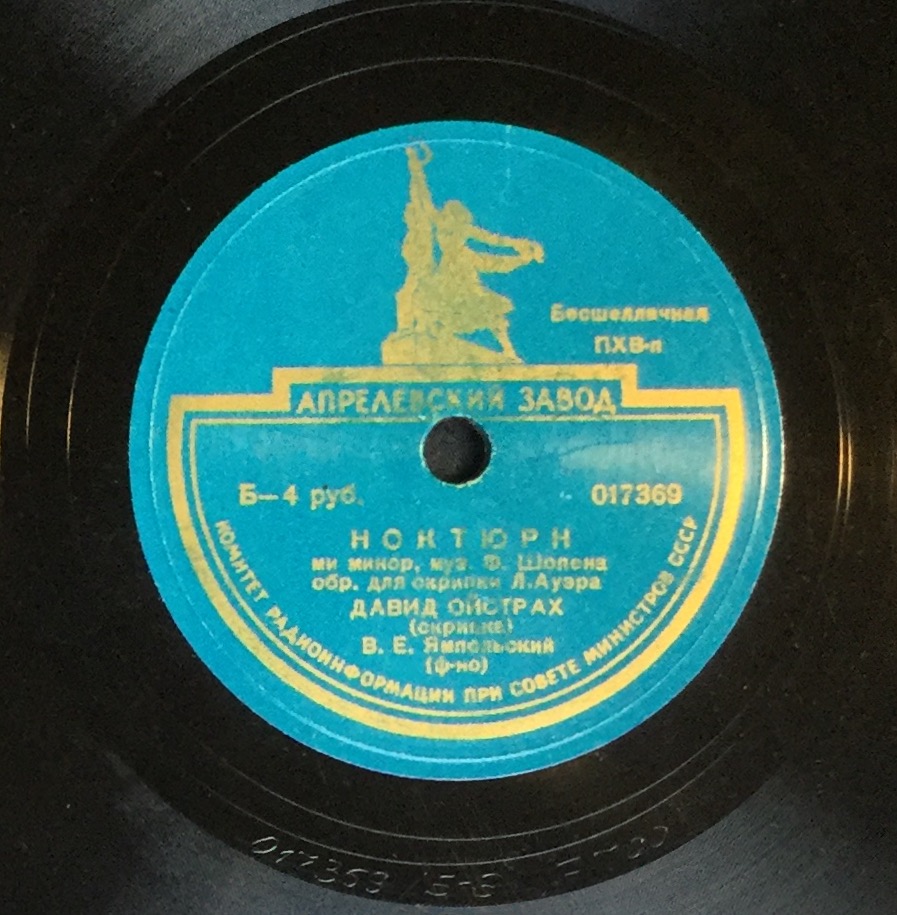 Бесшеллачная
ПХВ-п
АПРЕЛЕВСКИЙ ЗАВОД
Б—4 руб.
017369
НОКТЮРН
ми минор, муз. Ф. Шопена
обр. для скрипки Л.Ауэра
ДАВИД ОЙСТРАХ
(скрипка)
В. Е. Ямпольский
(ф-но)
КОМИТЕТ РАДИОИНФОРМАЦИИ ПРИ СОВЕТЕ МИНИСТРОВ СССР
017369